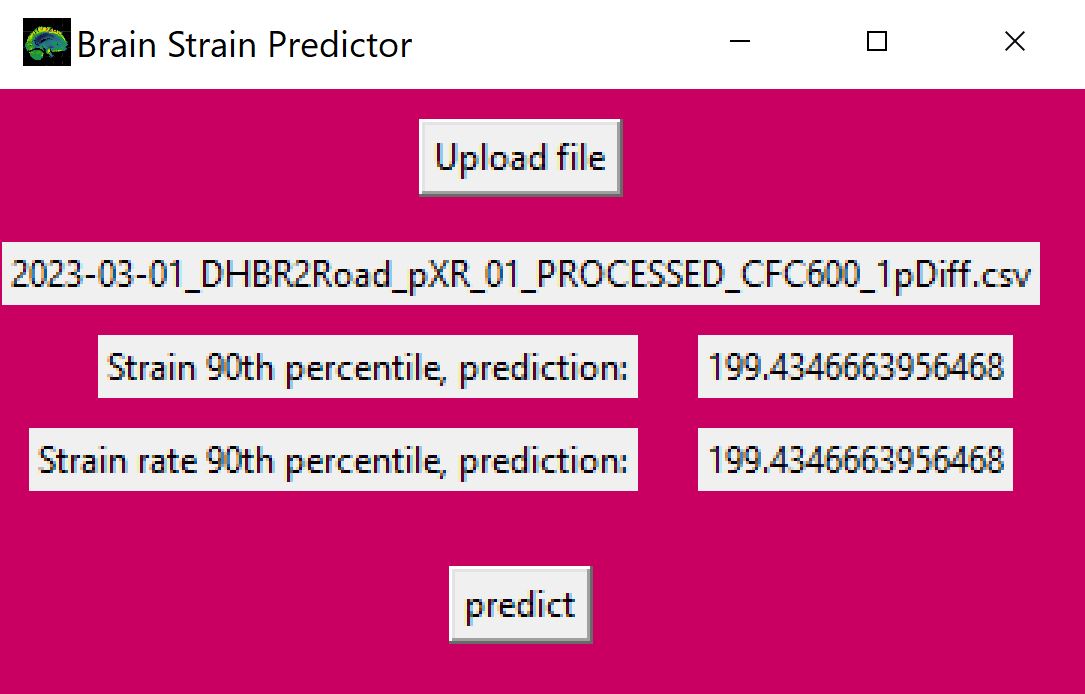 Brain Strain Predictor
Upload file
2023-03-01_DHBR2Road_pXR_01_PROCESSED_CFC600_1pDiff.csv
Strain 90th percentile, prediction: 199.4346663956468
Strain rate 90th percentile, prediction: 199.4346663956468
predict